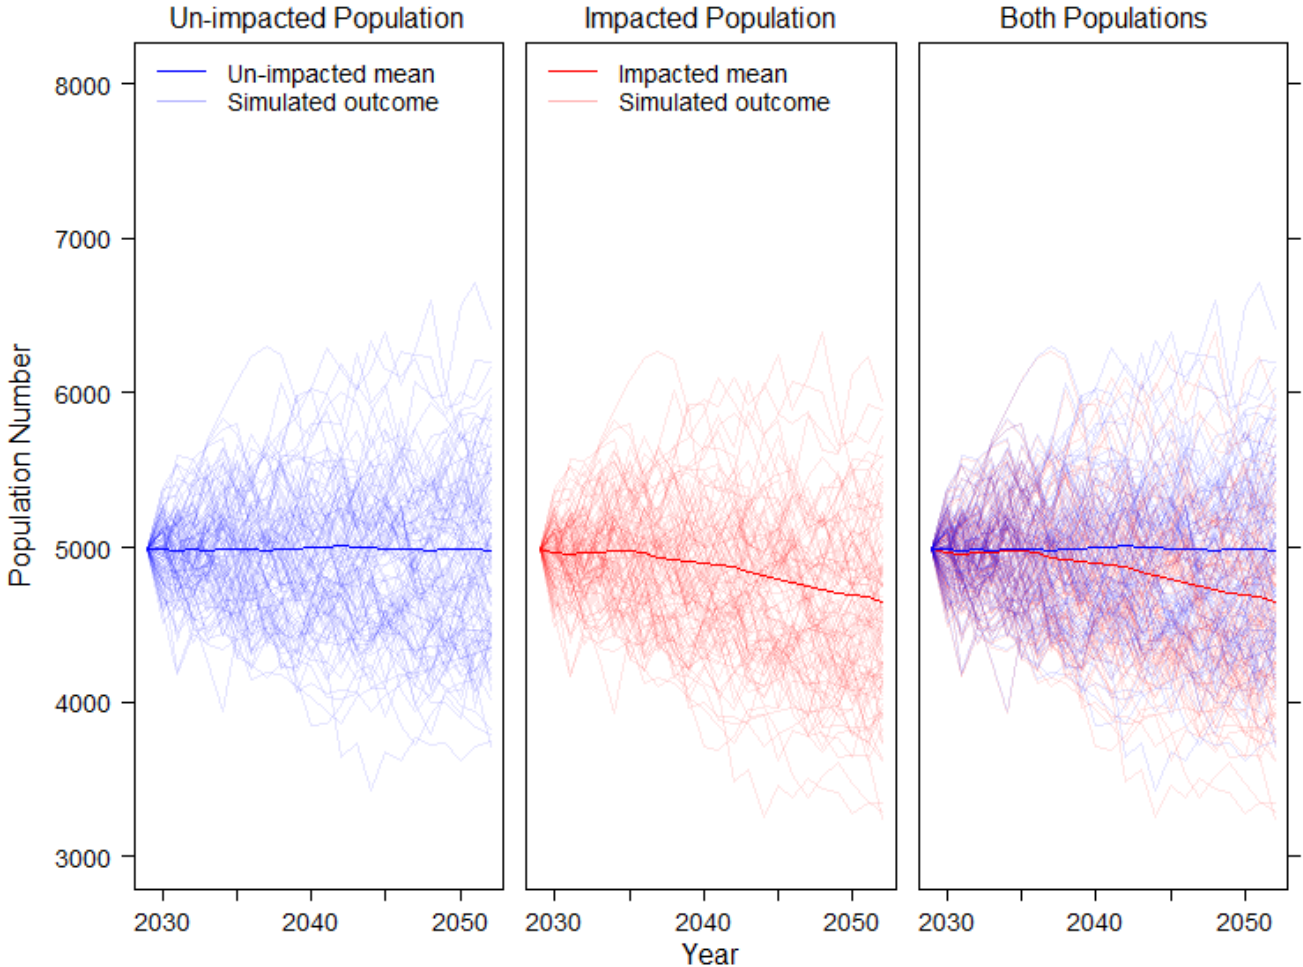 Un-impacted Population
Impacted Population
Both Populations
Un-impacted mean
Simulated outcome
Impacted mean
Simulated outcome
8000
7000
6000
5000
4000
3000
Population Number
2030
2040
2050
2030
2040
2050
2030
2040
2050
Year